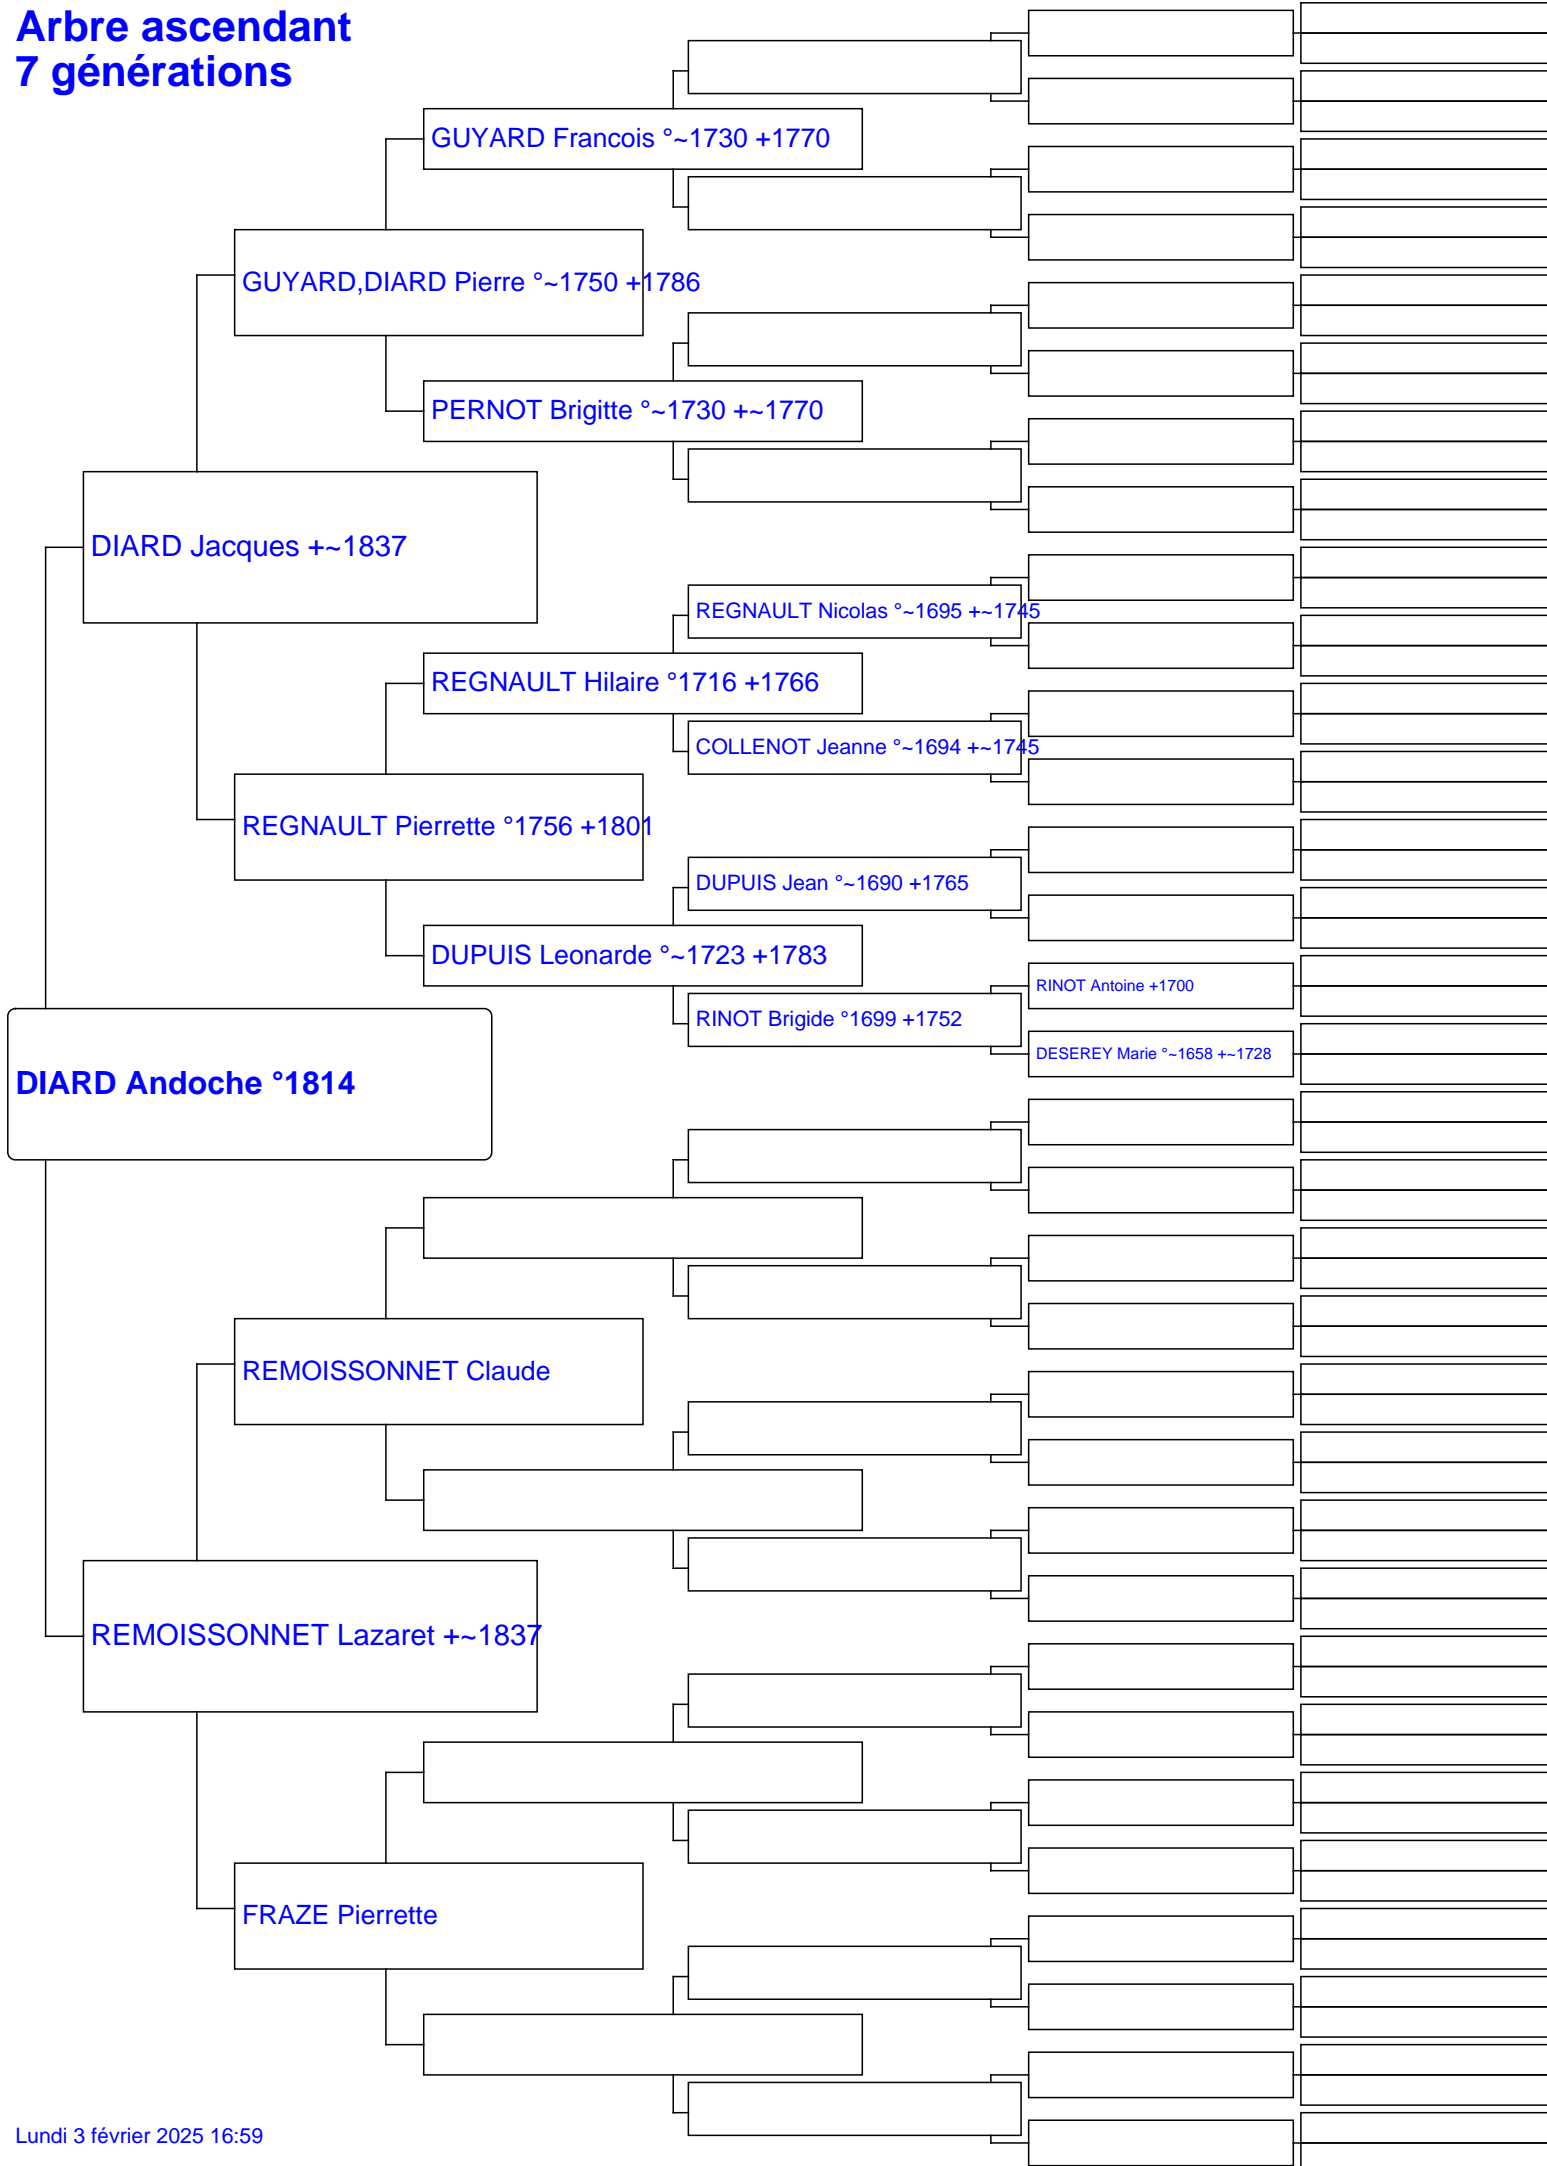 Arbre ascendant
7 générations
GUYARD Francois °~1730 +1770
GUYARD,DIARD Pierre °~1750 +1786
PERNOT Brigitte °~1730 +~1770
DIARD Jacques +~1837
REGNAULT Nicolas °~1695 +~1745
REGNAULT Hilaire °1716 +1766
COLLENOT Jeanne °~1694 +~1745
REGNAULT Pierrette °1756 +1801
DUPUIS Jean °~1690 +1765
DUPUIS Leonarde °~1723 +1783
RINOT Antoine +1700
RINOT Brigide °1699 +1752
DESEREY Marie °~1658 +~1728
DIARD Andoche °1814
REMOISSONNET Claude
REMOISSONNET Lazaret +~1837
FRAZE Pierrette
Lundi 3 février 2025 16:59